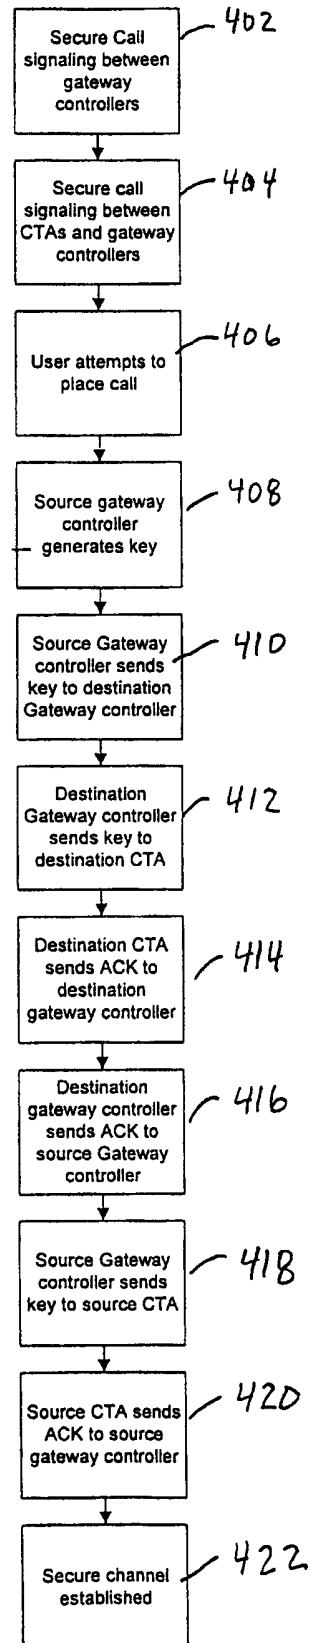 Secure Call
signaling between
gateway
controllers
402
Secure call
signaling between
CTAs and gateway
controllers
404
User attempts to
place call
406
Source gateway
controller
generates key
408
Source Gateway
controller sends
key to destination
Gateway controller
410
Destination
Gateway controller
sends key to
destination CTA
412
Destination CTA
sends ACK to
destination
gateway controller
414
Destination
gateway controller
sends ACK to
source Gateway
controller
416
Source Gateway
controller sends
key to source CTA
418
Source CTA sends
ACK to source
gateway controller
420
Secure channel
established
422